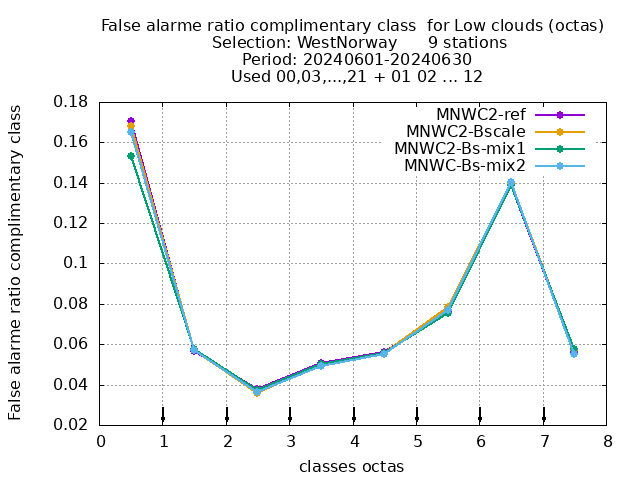 False alarme ratio complimentary class  for Low clouds (octas)
Selection: WestNorway      9 stations
Period: 20240601-20240630
Used 00,03,...,21 + 01 02 ... 12
False alarme ratio complimentary class
0.18
0.16
0.14
0.12
0.1
0.08
0.06
0.04
0.02
MNWC2-ref
MNWC2-Bscale
MNWC2-Bs-mix1
MNWC-Bs-mix2
0 1 2 3 4 5 6 7 8
classes octas